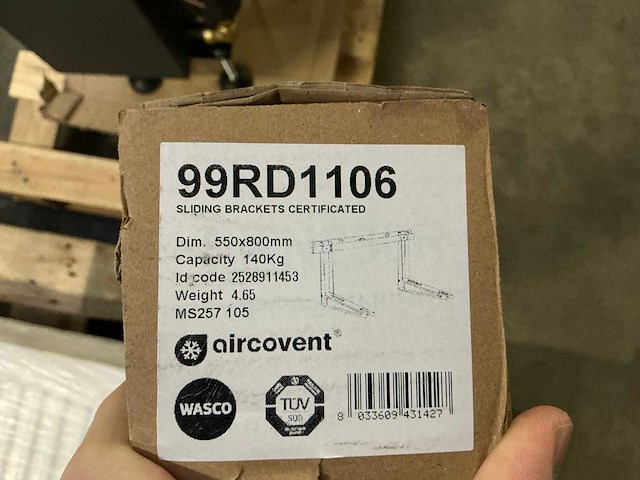 99RD1106
SLIDING BRACKETS CERTIFICATED
Dim. 550x800mm
Capacity 140Kg
Id code 2528911453
Weight 4.65
MS257 105
aircovent®
WASCO
TÜV
SÜD
8 033609 431427